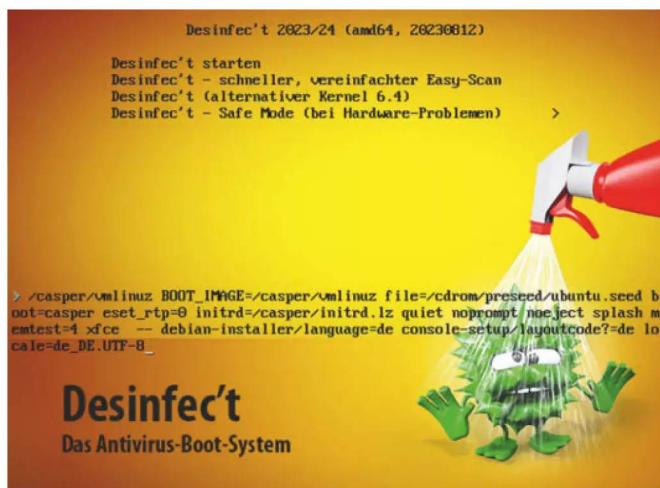 Desinfec't 2023/24 (amd64, 20230812)
Desinfec't starten
Desinfec't - schneller, vereinfachter Easy-Scan
Desinfec't (alternativer Kernel 6.4)
Desinfec't - Safe Mode (bei Hardware-Problemen) >
> /casper/vmlinuz BOOT_IMAGE=/casper/vmlinuz file=/cdrom/preseed/ubuntu.seed b
oot=casper eset_rtp=0 initrd=/casper/initrd.lz quiet noprompt noeject splash m
emtest=4 xfce -- debian-installer/language=de console-setup/layoutcode?=de lo
cale=de_DE.UTF-8_
Desinfec't
Das Antivirus-Boot-System